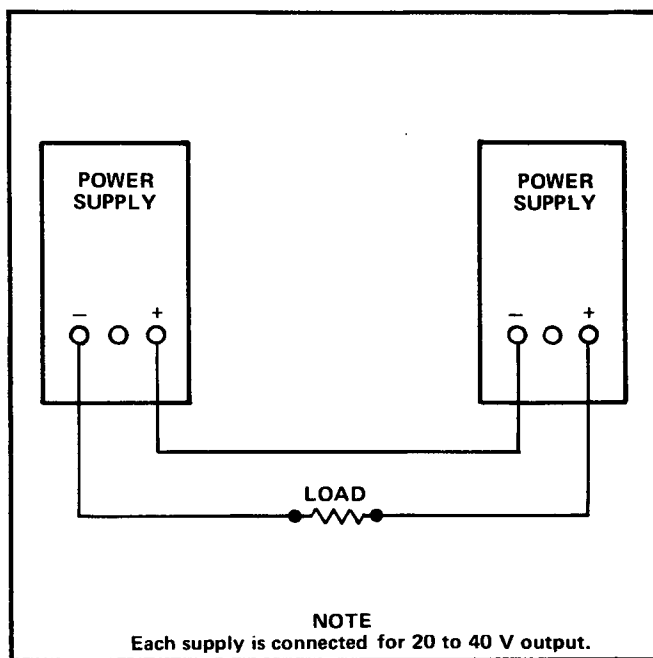 POWER
SUPPLY
POWER
SUPPLY
− +
− +
LOAD
NOTE
Each supply is connected for 20 to 40 V output.